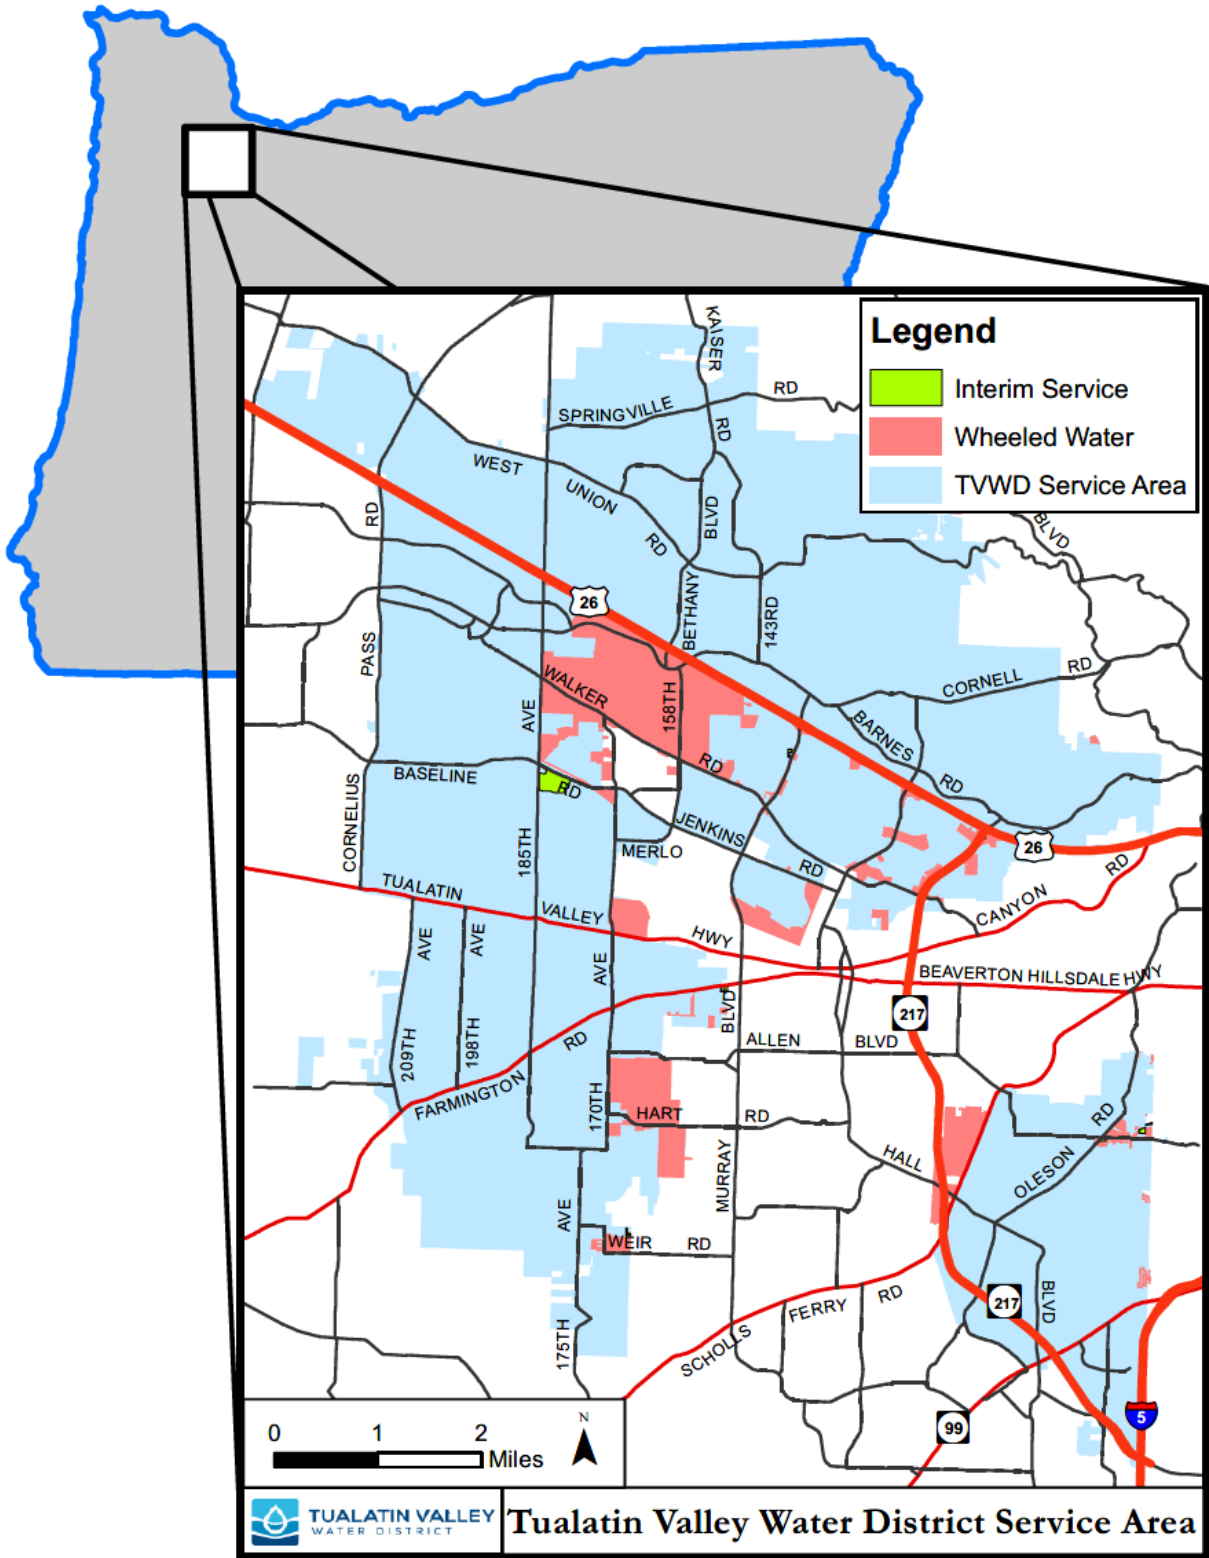 Legend
Interim Service
Wheeled Water
TVWD Service Area
KAISER
RD
SPRINGVILLE
RD
WEST
UNION
RD
BLVD
RD
BLVD
26
BETHANY
143RD
PASS
WALKER
158TH
AVE
CORNELL
RD
BARNES
RD
RD
BASELINE
RD
CORNELIUS
185TH
MERLO
JENKINS
RD
26
RD
TUALATIN
VALLEY
HWY
CANYON
AVE
AVE
AVE
BEAVERTON HILLSDALE HWY
BLVD
217
209TH
198TH
RD
ALLEN
BLVD
FARMINGTON
170TH
HART
RD
RD
HALL
OLESON
MURRAY
AVE
WEIR
RD
FERRY
RD
217
BLVD
175TH
SCHOLLS
99
5
0 1 2
Miles
N
TUALATIN VALLEY
WATER DISTRICT
Tualatin Valley Water District Service Area